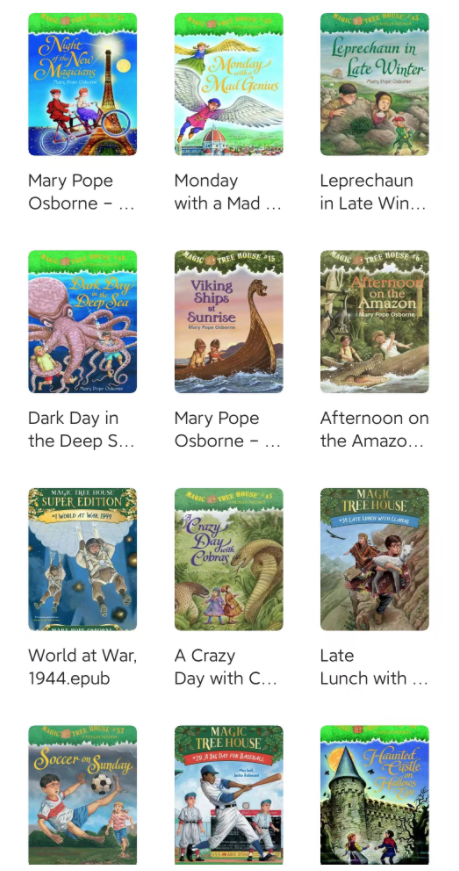 MAGIC TREE HOUSE
Night
of the New
Magicians
Mary Pope Osborne
Mary Pope
Osborne – ...
MAGIC TREE HOUSE
Monday
with a
Mad Genius
Monday
with a Mad ...
MAGIC TREE HOUSE #43
Leprechaun
in
Late Winter
Mary Pope Osborne
Leprechaun
in Late Win...
MAGIC TREE HOUSE
Dark Day
in the
Deep Sea
Mary Pope Osborne
Dark Day in
the Deep S...
MAGIC TREE HOUSE #15
Viking
Ships
at
Sunrise
Mary Pope Osborne
Mary Pope
Osborne – ...
MAGIC TREE HOUSE #6
Afternoon
on the
Amazon
Mary Pope Osborne
Afternoon on
the Amazo...
MAGIC TREE HOUSE
SUPER EDITION
#1 WORLD AT WAR, 1944
MARY POPE OSBORNE
World at War,
1944.epub
MAGIC TREE HOUSE
A Crazy
Day with
Cobras
A Crazy
Day with C...
MAGIC
TREE HOUSE
LATE LUNCH WITH LLAMAS
Late
Lunch with ...
MAGIC TREE HOUSE
Soccer on Sunday
MAGIC
TREE HOUSE
#29 A BIG DAY FOR BASEBALL
MAGIC TREE HOUSE
Haunted
Castle
on
Hallows
Eve